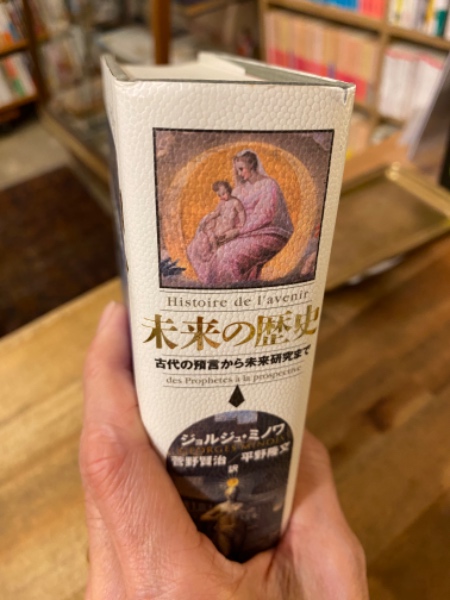 Histoire de l'avenir
未来の歴史
古代の預言から未来研究まで
des Prophètes à la prospective
ジョルジュ・ミノワ
GEORGES MINOIS
菅野賢治 平野隆文
訳